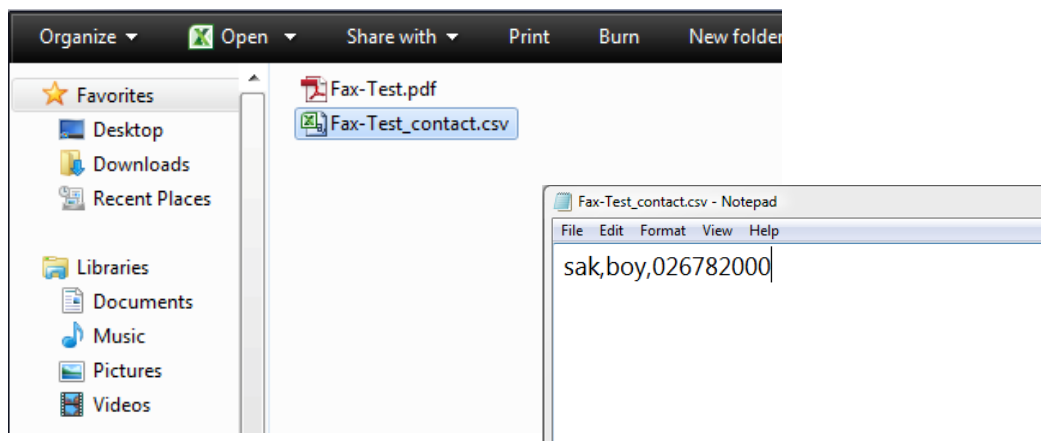 Organize Open Share with Print Burn New folder
Favorites
Desktop
Downloads
Recent Places
Libraries
Documents
Music
Pictures
Videos
Fax-Test.pdf
Fax-Test_contact.csv
Fax-Test_contact.csv - Notepad
File Edit Format View Help
sak,boy,026782000